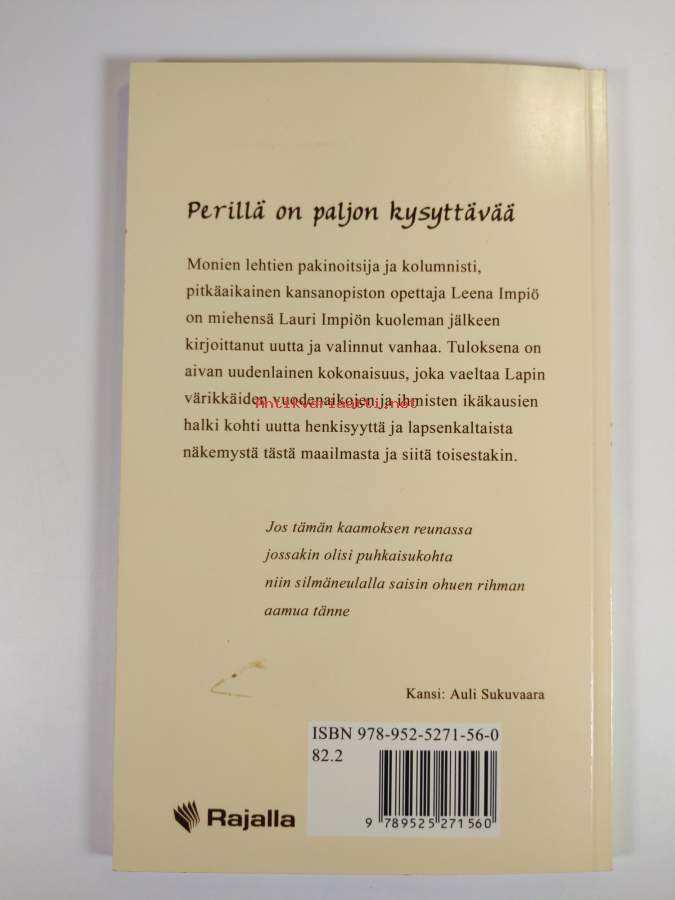 Perillä on paljon kysyttävää
Monien lehtien pakinoitsija ja kolumnisti,
pitkäaikainen kansanopiston opettaja Leena Impiö
on miehensä Lauri Impiön kuoleman jälkeen
kirjoittanut uutta ja valinnut vanhaa. Tuloksena on
aivan uudenlainen kokonaisuus, joka vaeltaa Lapin
värikkäiden vuodenaikojen ja ihmisten ikäkausien
Antikvariaatti.net
halki kohti uutta henkisyyttä ja lapsenkaltaista
näkemystä tästä maailmasta ja siitä toisestakin.
Jos tämän kaamoksen reunassa
jossakin olisi puhkaisukohta
niin silmäneulalla saisin ohuen rihman
aamua tänne
Kansi: Auli Sukuvaara
ISBN 978-952-5271-56-0
82.2
9 789525 271560
Rajalla